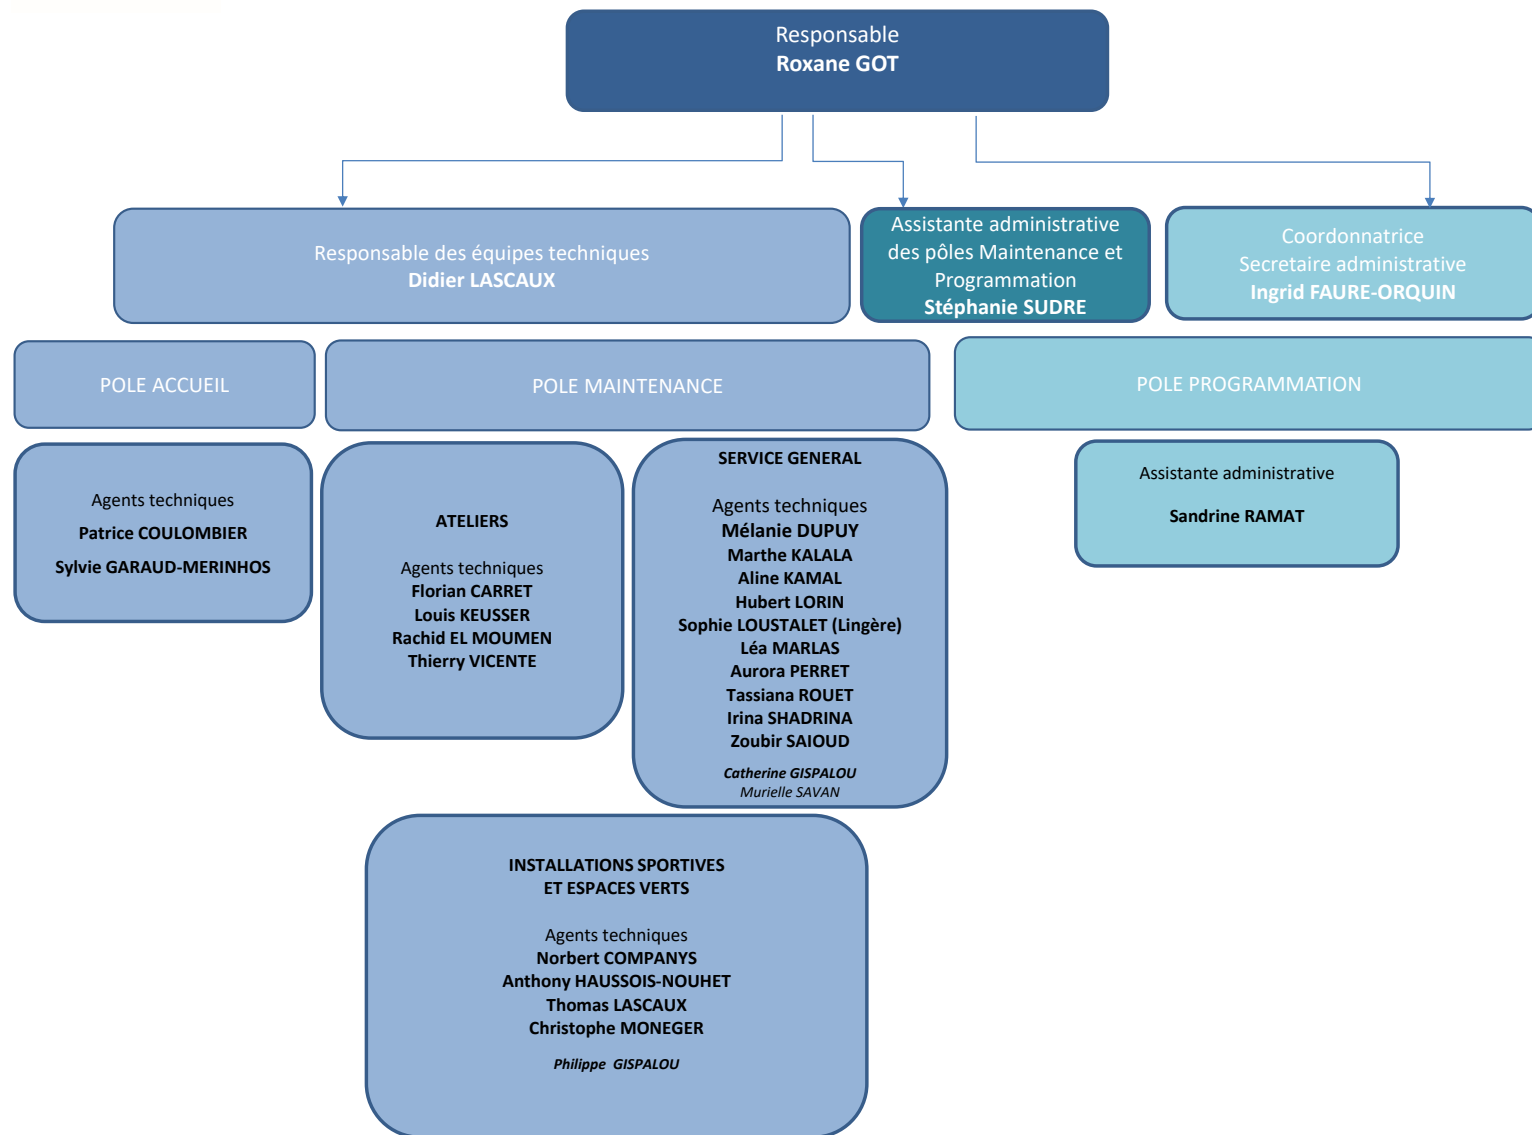 Responsable
Roxane GOT
Responsable des équipes techniques
Didier LASCAUX
Assistante administrative
des pôles Maintenance et
Programmation
Stéphanie SUDRE
Coordonnatrice
Secretaire administrative
Ingrid FAURE-ORQUIN
POLE ACCUEIL
POLE MAINTENANCE
POLE PROGRAMMATION
Agents techniques
Patrice COULOMBIER
Sylvie GARAUD-MERINHOS
ATELIERS
Agents techniques
Florian CARRET
Louis KEUSSER
Rachid EL MOUMEN
Thierry VICENTE
SERVICE GENERAL
Agents techniques
Mélanie DUPUY
Marthe KALALA
Aline KAMAL
Hubert LORIN
Sophie LOUSTALET (Lingère)
Léa MARLAS
Aurora PERRET
Tassiana ROUET
Irina SHADRINA
Zoubir SAIOUD
Catherine GISPALOU
Murielle SAVAN
Assistante administrative
Sandrine RAMAT
INSTALLATIONS SPORTIVES
ET ESPACES VERTS
Agents techniques
Norbert COMPANYS
Anthony HAUSSOIS-NOUHET
Thomas LASCAUX
Christophe MONEGER
Philippe GISPALOU